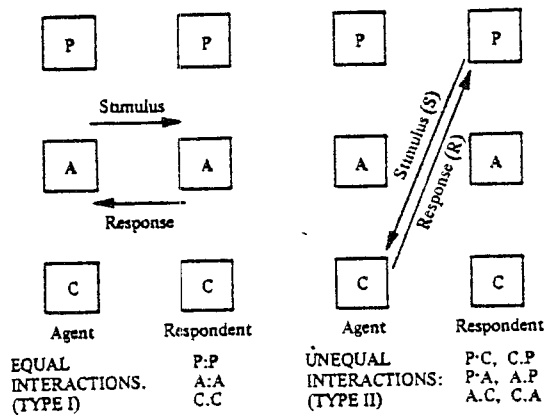 P P P P
Stimulus
A A A A
Response
Stimulus (S)
Response (R)
C C C C
Agent Respondent Agent Respondent
EQUAL P:P UNEQUAL P·C, C.P
INTERACTIONS. A:A INTERACTIONS: P·A, A.P
(TYPE I) C.C (TYPE II) A.C, C.A